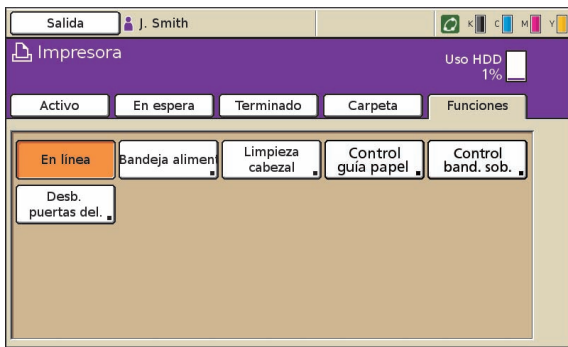 Salida
J. Smith
K C M Y
Impresora
Uso HDD
1%
Activo
En espera
Terminado
Carpeta
Funciones
En línea
Bandeja aliment
Limpieza
cabezal
Control
guía papel
Control
band. sob.
Desb.
puertas del.